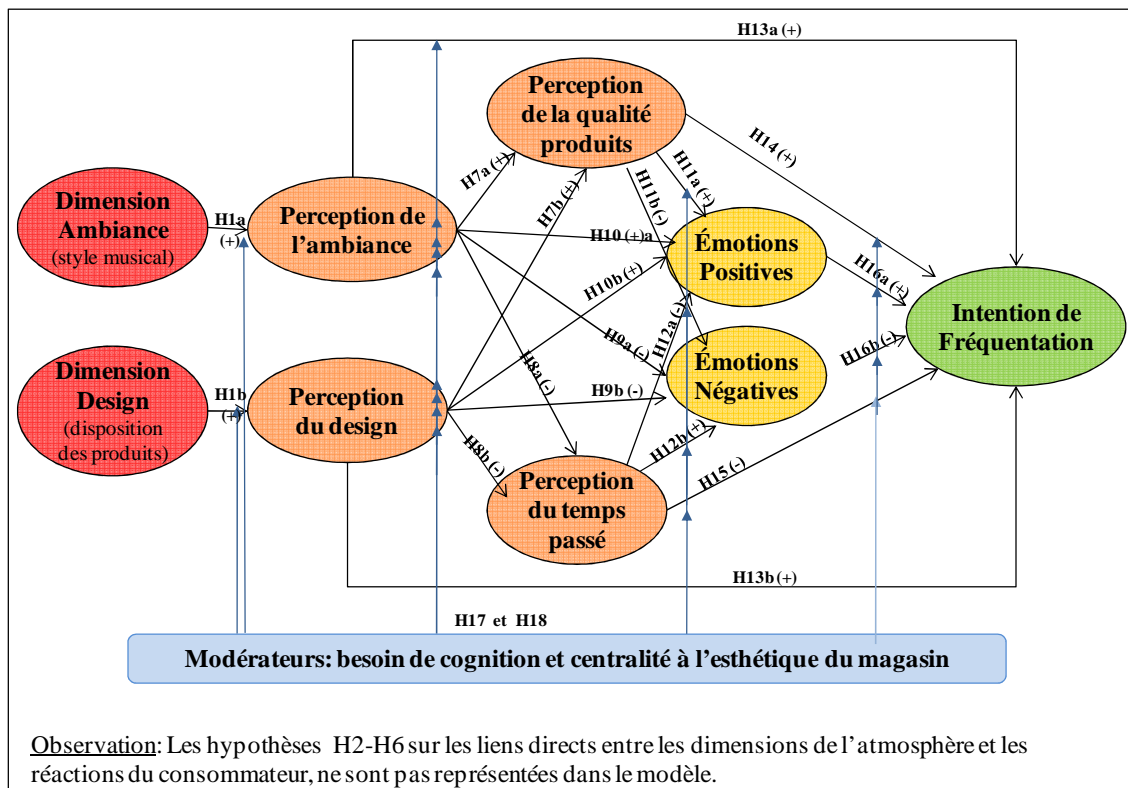 H13a (+)
Perception
de la qualité
produits
H14 (+)
H7a (+)
H7b (+)
H11a (+)
H11b (-)
Dimension
Ambiance
(style musical)
H1a
(+)
Perception de
l'ambiance
H10 (+)a
Émotions
Positives
H10b (+)
H16a (+)
H12a (-)
H9a (-)
H8a (-)
Intention de
Fréquentation
H16b (-)
Dimension
Design
(disposition
des produits)
H1b
(+)
Perception
du design
H9b (-)
Émotions
Négatives
H8b (-)
H12b (+)
H15 (-)
Perception
du temps
passé
H13b (+)
H17 et H18
Modérateurs: besoin de cognition et centralité à l'esthétique du magasin
Observation: Les hypothèses H2-H6 sur les liens directs entre les dimensions de l'atmosphère et les
réactions du consommateur, ne sont pas représentées dans le modèle.